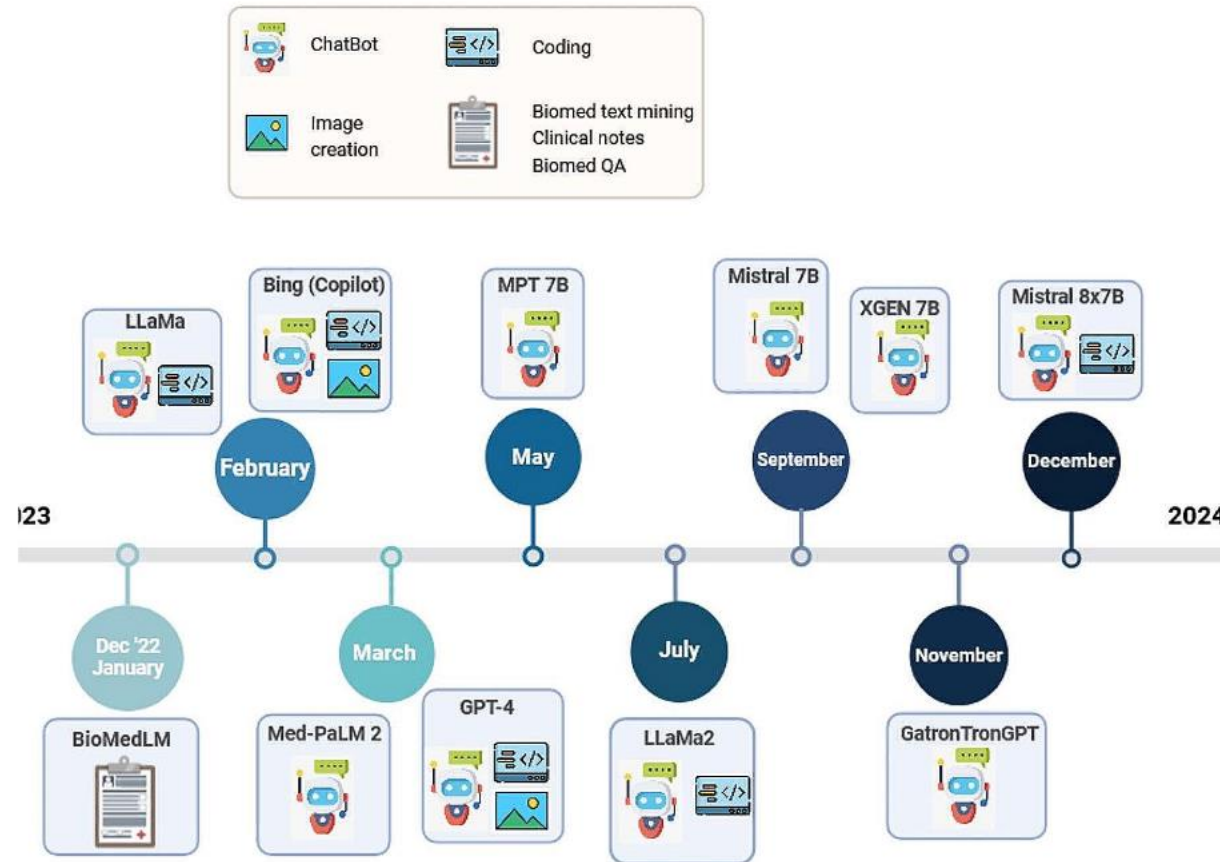 ChatBot
Coding
Image
creation
Biomed text mining
Clinical notes
Biomed QA
LLaMa
Bing (Copilot)
MPT 7B
Mistral 7B
XGEN 7B
Mistral 8x7B
February
May
September
December
023
2024
Dec '22
January
March
July
November
BioMedLM
Med-PaLM 2
GPT-4
LLaMa2
GatronTronGPT